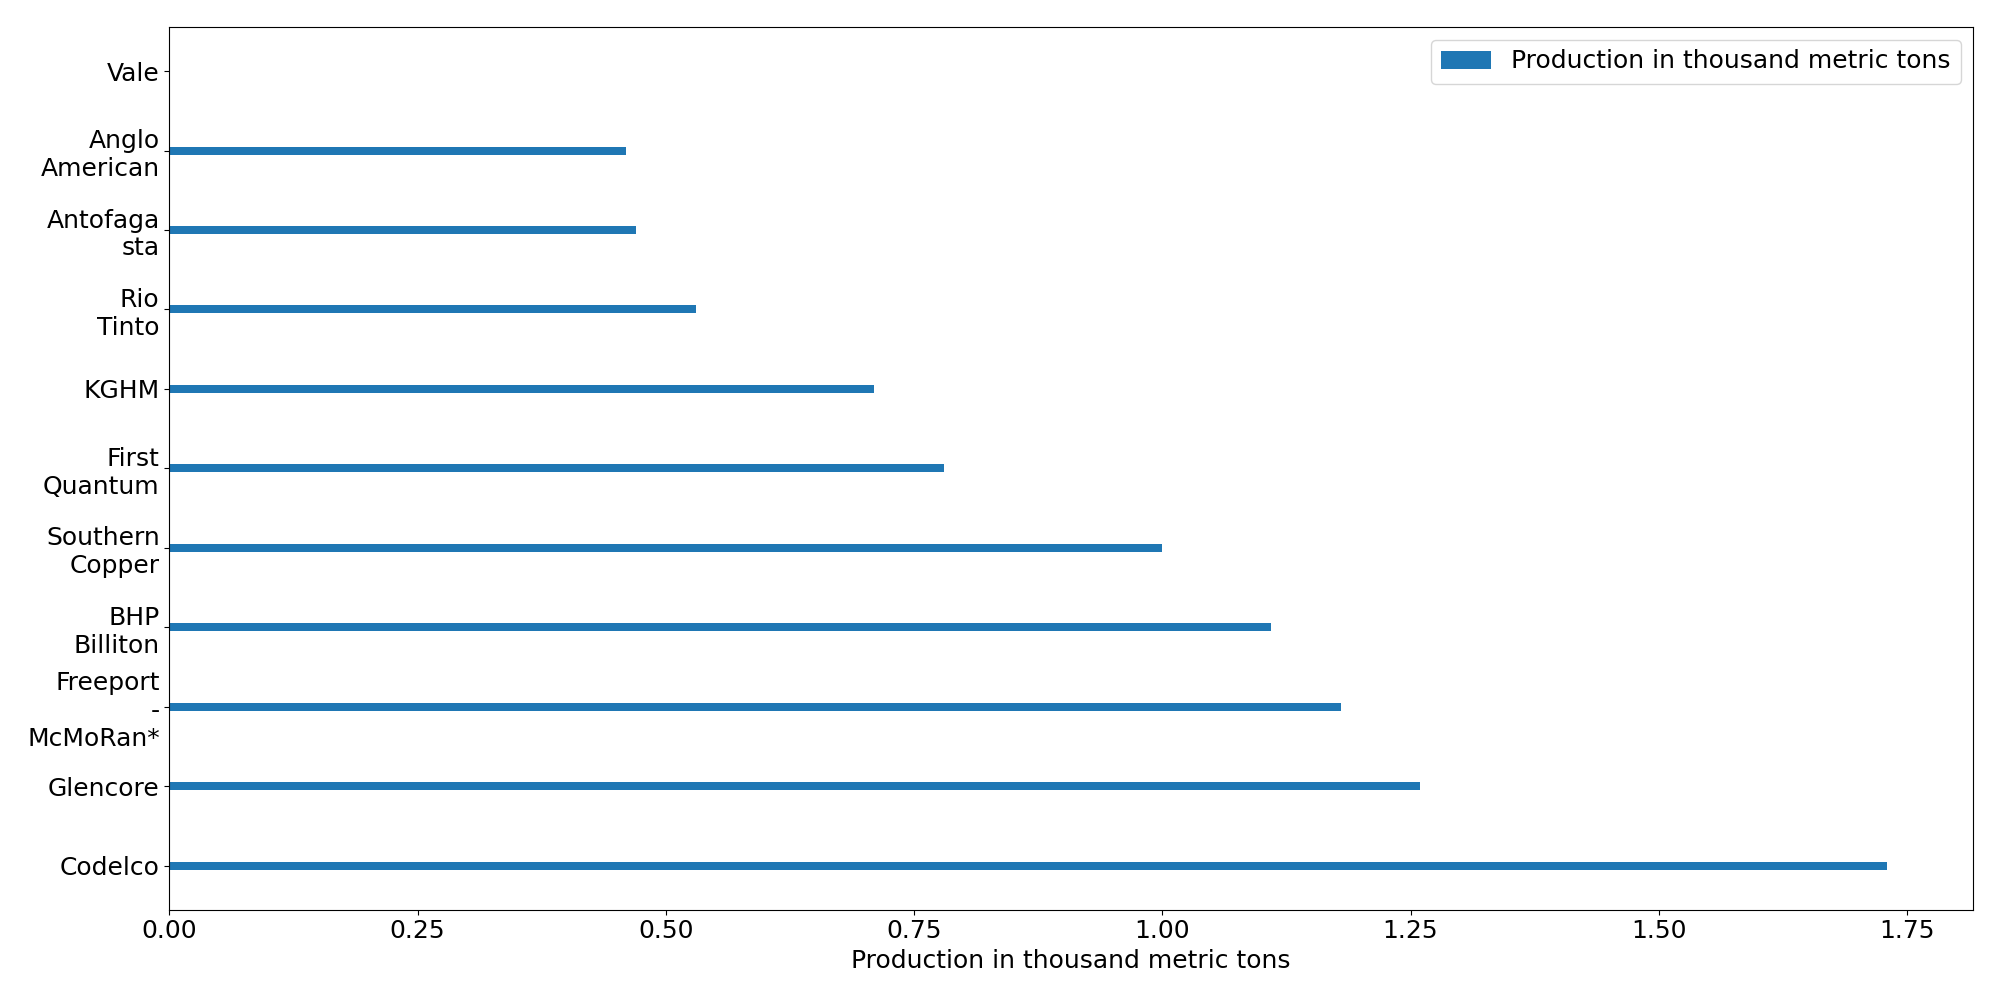 Production in thousand metric tons
Vale
Anglo
American
Antofaga
sta
Rio
Tinto
KGHM
First
Quantum
Southern
Copper
BHP
Billiton
Freeport
-
McMoRan*
Glencore
Codelco
0.00 0.25 0.50 0.75 1.00 1.25 1.50 1.75
Production in thousand metric tons